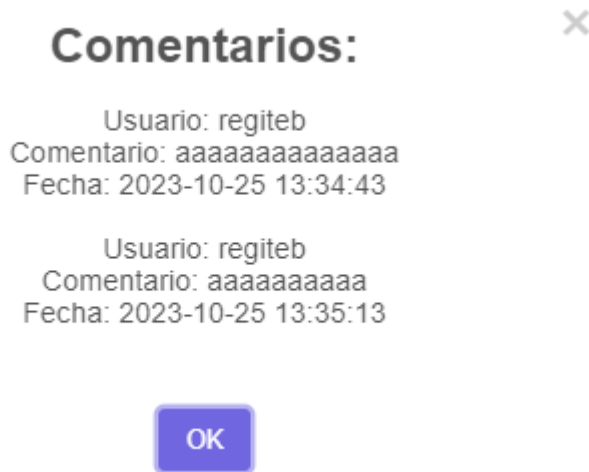 Comentarios:
×
Usuario: regiteb
Comentario: aaaaaaaaaaaaaa
Fecha: 2023-10-25 13:34:43
Usuario: regiteb
Comentario: aaaaaaaaaa
Fecha: 2023-10-25 13:35:13
OK